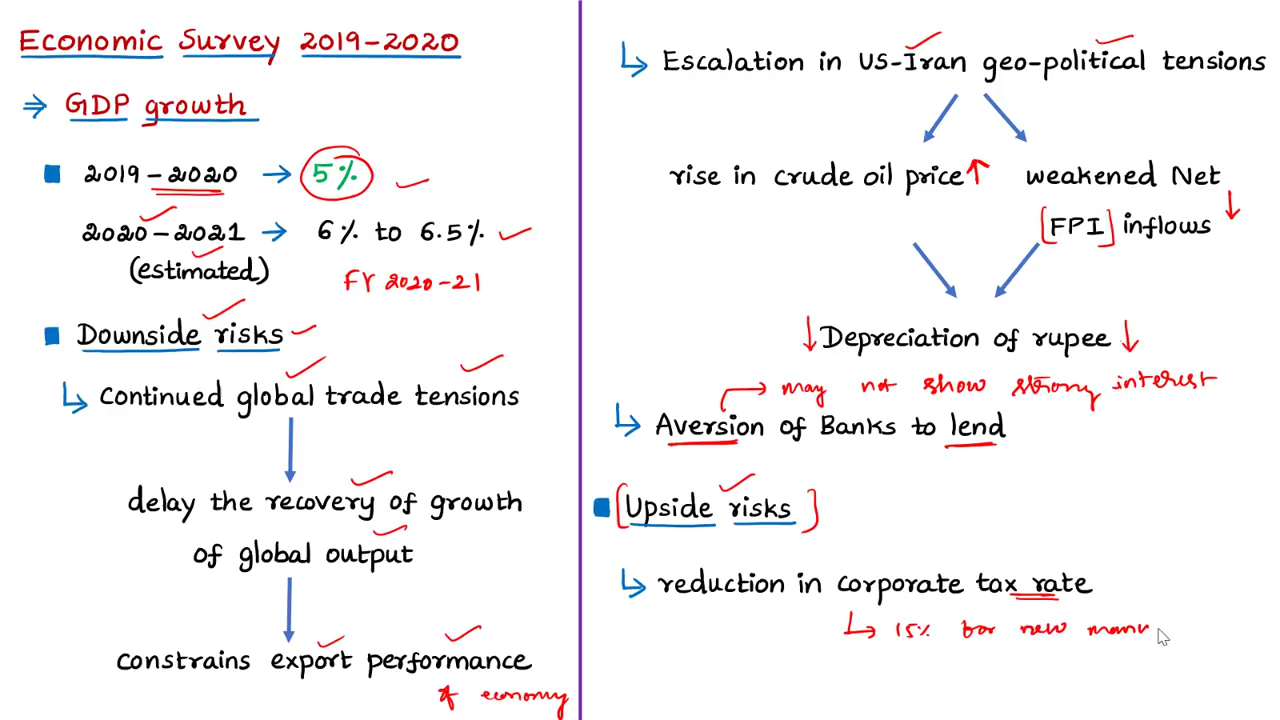 Economic Survey 2019-2020
⇒ GDP growth
2019-2020 → 5%
2020-2021 → 6% to 6.5%
(estimated)
FY 2020-21
Downside risks
Continued global trade tensions
delay the recovery of growth
of global output
constrains export performance
of economy
Escalation in US-Iran geo-political tensions
rise in crude oil price↑ weakened Net
[FPI] inflows ↓
↓ Depreciation of rupee ↓
may not show strong interest
Aversion of Banks to lend
[Upside risks]
reduction in corporate tax rate
15% for new manu